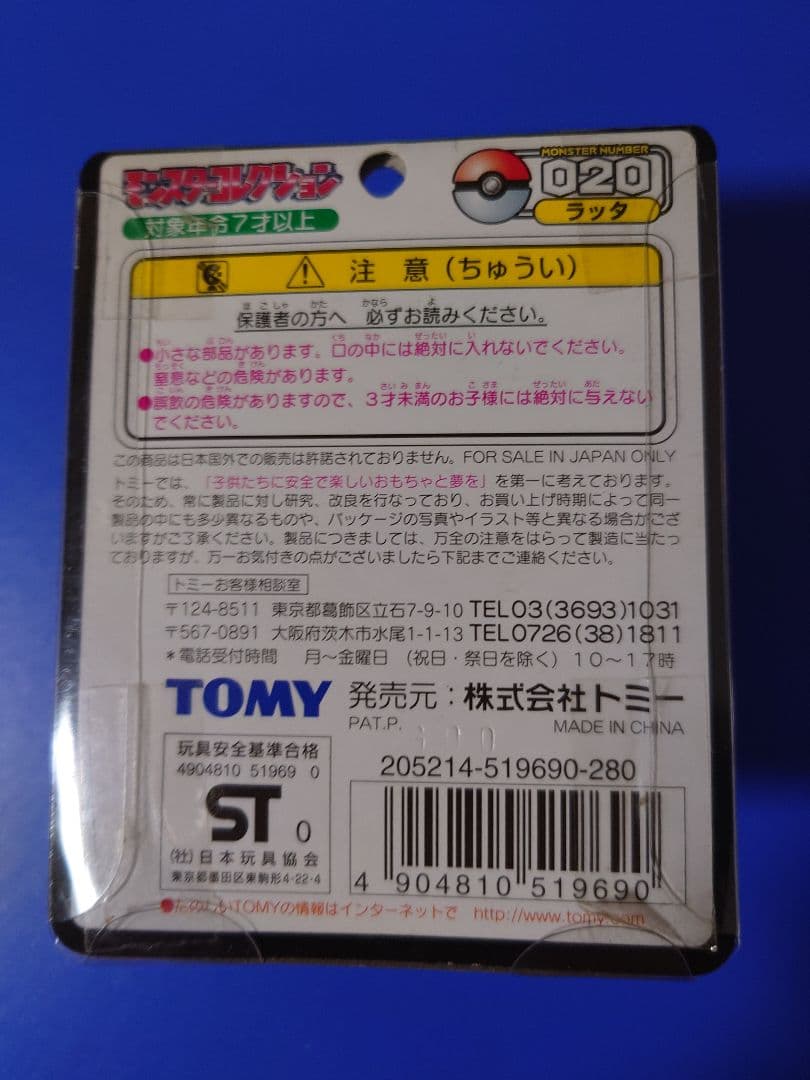 モンスターコレクション
対象年令7才以上
MONSTER NUMBER
020
ラッタ
注 意(ちゅうい)
保護者の方へ 必ずお読みください。
●小さな部品があります。口の中には絶対に入れないでください。
窒息などの危険があります。
●誤飲の危険がありますので、3才未満のお子様には絶対に与えない
でください。
この商品は日本国外での販売は許諾されておりません。FOR SALE IN JAPAN ONLY
トミーでは、「子供たちに安全で楽しいおもちゃと夢を」を第一に考えております。
そのため、常に製品に対し研究、改良を行なっており、お買い上げ時期によって同一
製品の中にも多少異なるものや、パッケージの写真やイラスト等と異なる場合がござ
いますがご了承ください。製品につきましては、万全の注意をはらって製造に当たっ
ておりますが、万一お気付きの点がございましたら下記までご連絡ください。
トミーお客様相談室
〒124-8511 東京都葛飾区立石7-9-10 TEL03(3693)1031
〒567-0891 大阪府茨木市水尾1-1-13 TEL0726(38)1811
*電話受付時間 月～金曜日 (祝日・祭日を除く) 10～17時
TOMY 発売元:株式会社トミー
PAT.P. MADE IN CHINA
玩具安全基準合格
4904810 51969 0
ST 0
(社)日本玩具協会
東京都墨田区東駒形4-22-4
205214-519690-280
4 904810 519690
●たのしいTOMYの情報はインターネットで http://www.tomy.com